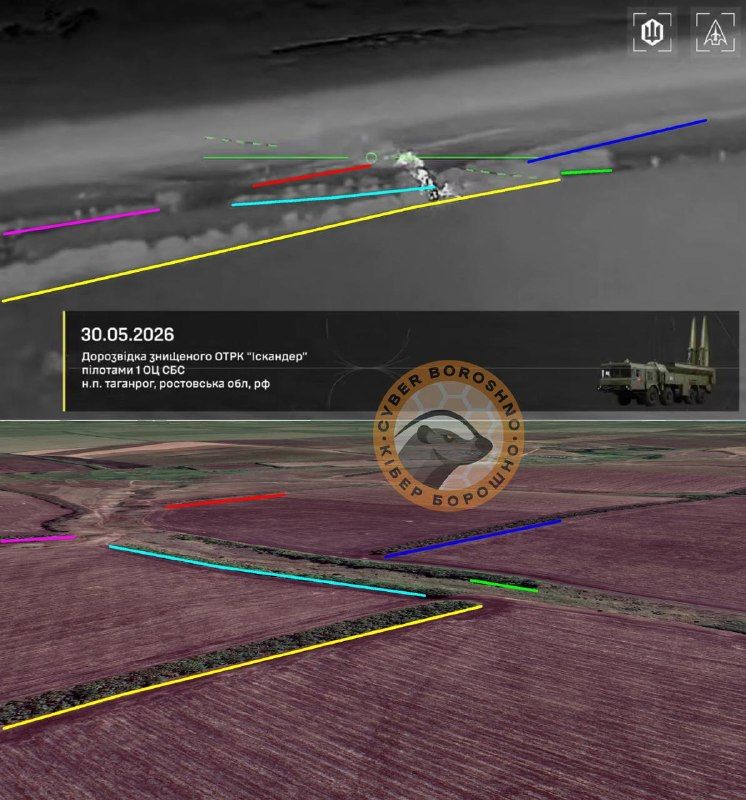 30.05.2026
Дорозвідка знищеного ОТРК "Іскандер"
пілотами 1 ОЦ СБС
н.п. таганрог, ростовська обл, рф
CYBER BOROSHNO
КІБЕР БОРОШНО